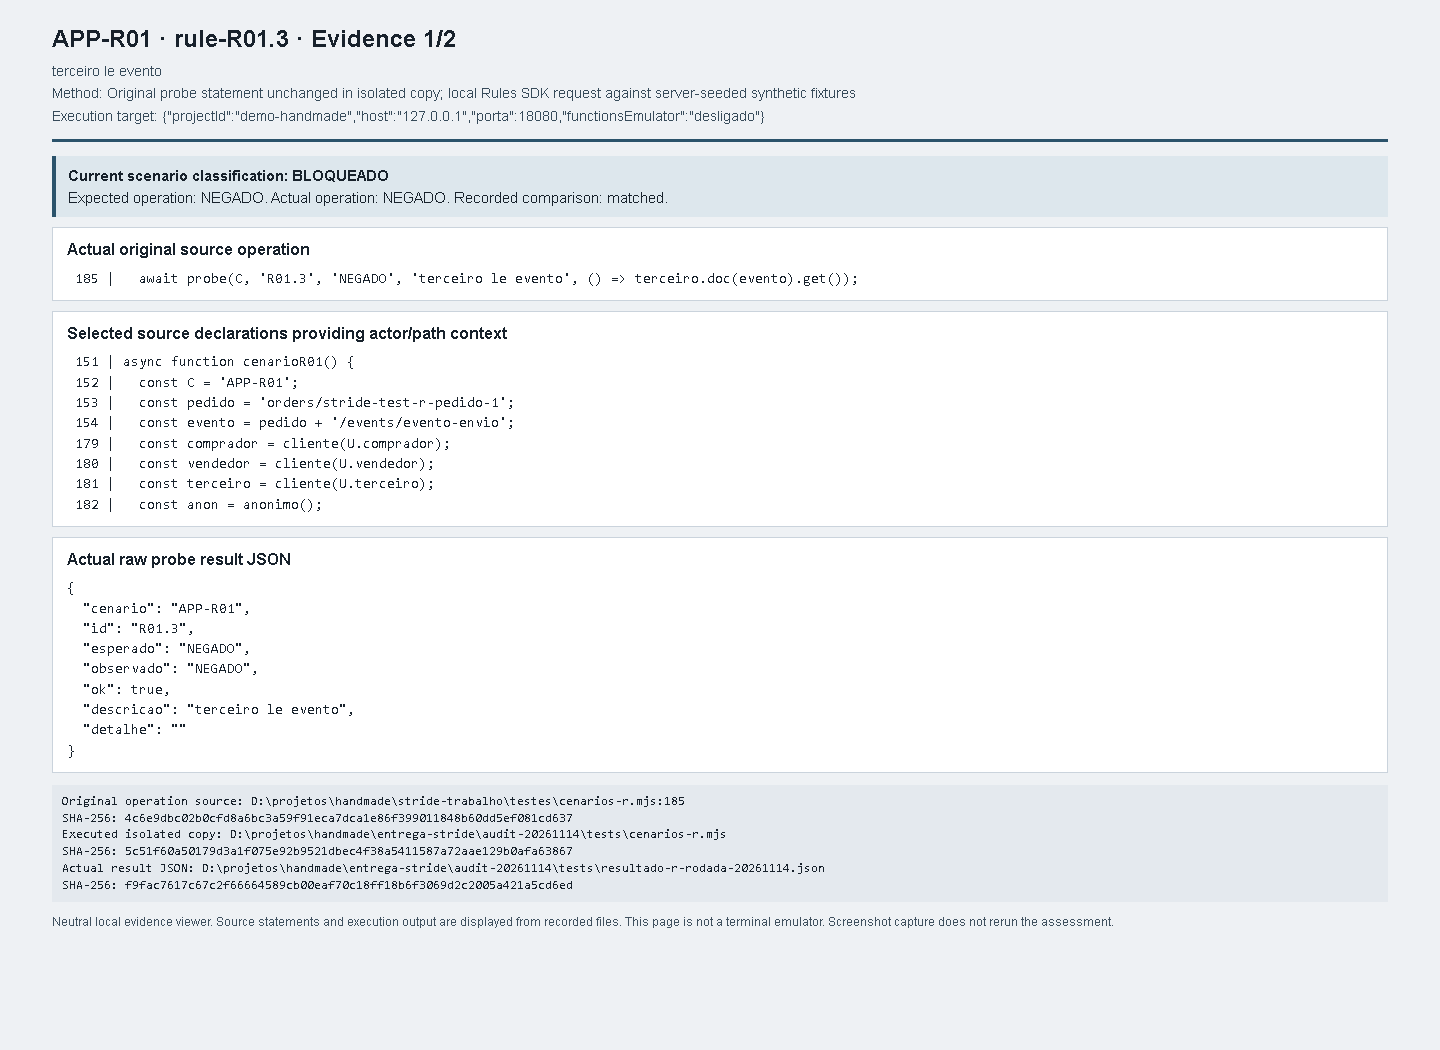 APP-R01 · rule-R01.3 · Evidence 1/2
terceiro le evento
Method: Original probe statement unchanged in isolated copy; local Rules SDK request against server-seeded synthetic fixtures
Execution target: {"projectId":"demo-handmade","host":"127.0.0.1","porta":18080,"functionsEmulator":"desligado"}
Current scenario classification: BLOQUEADO
Expected operation: NEGADO. Actual operation: NEGADO. Recorded comparison: matched.
Actual original source operation
185 |   await probe(C, 'R01.3', 'NEGADO', 'terceiro le evento', () => terceiro.doc(evento).get());
Selected source declarations providing actor/path context
151 | async function cenarioR01() {
152 |   const C = 'APP-R01';
153 |   const pedido = 'orders/stride-test-r-pedido-1';
154 |   const evento = pedido + '/events/evento-envio';
179 |   const comprador = cliente(U.comprador);
180 |   const vendedor = cliente(U.vendedor);
181 |   const terceiro = cliente(U.terceiro);
182 |   const anon = anonimo();
Actual raw probe result JSON
{
  "cenario": "APP-R01",
  "id": "R01.3",
  "esperado": "NEGADO",
  "observado": "NEGADO",
  "ok": true,
  "descricao": "terceiro le evento",
  "detalhe": ""
}
Original operation source: D:\projetos\handmade\stride-trabalho\testes\cenarios-r.mjs:185
SHA-256: 4c6e9dbc02b0cfd8a6bc3a59f91eca7dca1e86f399011848b60dd5ef081cd637
Executed isolated copy: D:\projetos\handmade\entrega-stride\audit-20261114\tests\cenarios-r.mjs
SHA-256: 5c51f60a50179d3a1f075e92b9521dbec4f38a5411587a72aae129b0afa63867
Actual result JSON: D:\projetos\handmade\entrega-stride\audit-20261114\tests\resultado-r-rodada-20261114.json
SHA-256: f9fac7617c67c2f66664589cb00eaf70c18ff18b6f3069d2c2005a421a5cd6ed
Neutral local evidence viewer. Source statements and execution output are displayed from recorded files. This page is not a terminal emulator. Screenshot capture does not rerun the assessment.